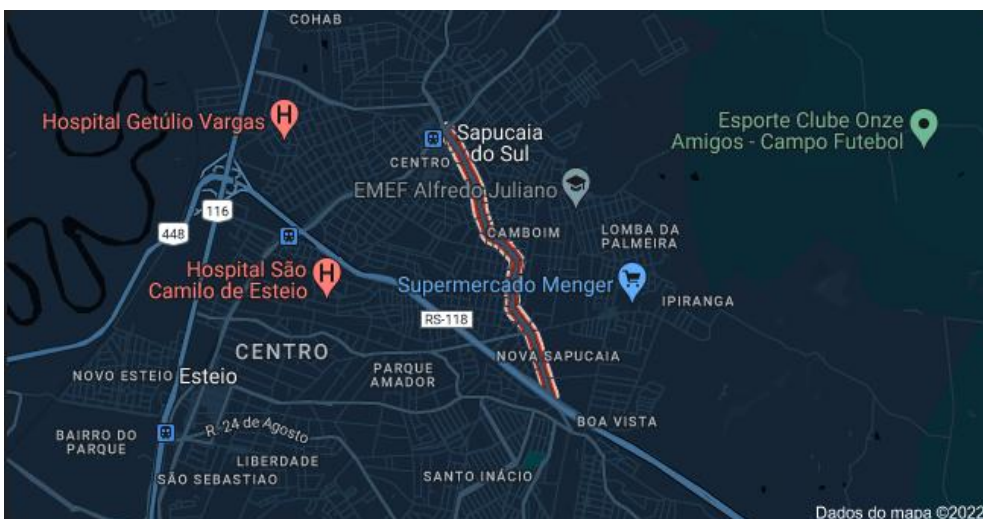 COHAB
Hospital Getúlio Vargas
H
Sapucaia
do Sul
CENTRO
Esporte Clube Onze
Amigos - Campo Futebol
EMEF Alfredo Juliano
116
448
CAMBOIM
LOMBA DA
PALMEIRA
Hospital São
Camilo de Esteio
H
Supermercado Menger
IPIRANGA
RS-118
CENTRO
NOVA SAPUCAIA
PARQUE
AMADOR
NOVO ESTEIO
Esteio
R. 24 de Agosto
BOA VISTA
BAIRRO DO
PARQUE
LIBERDADE
SÃO SEBASTIAO
SANTO INÁCIO
Dados do mapa ©2022